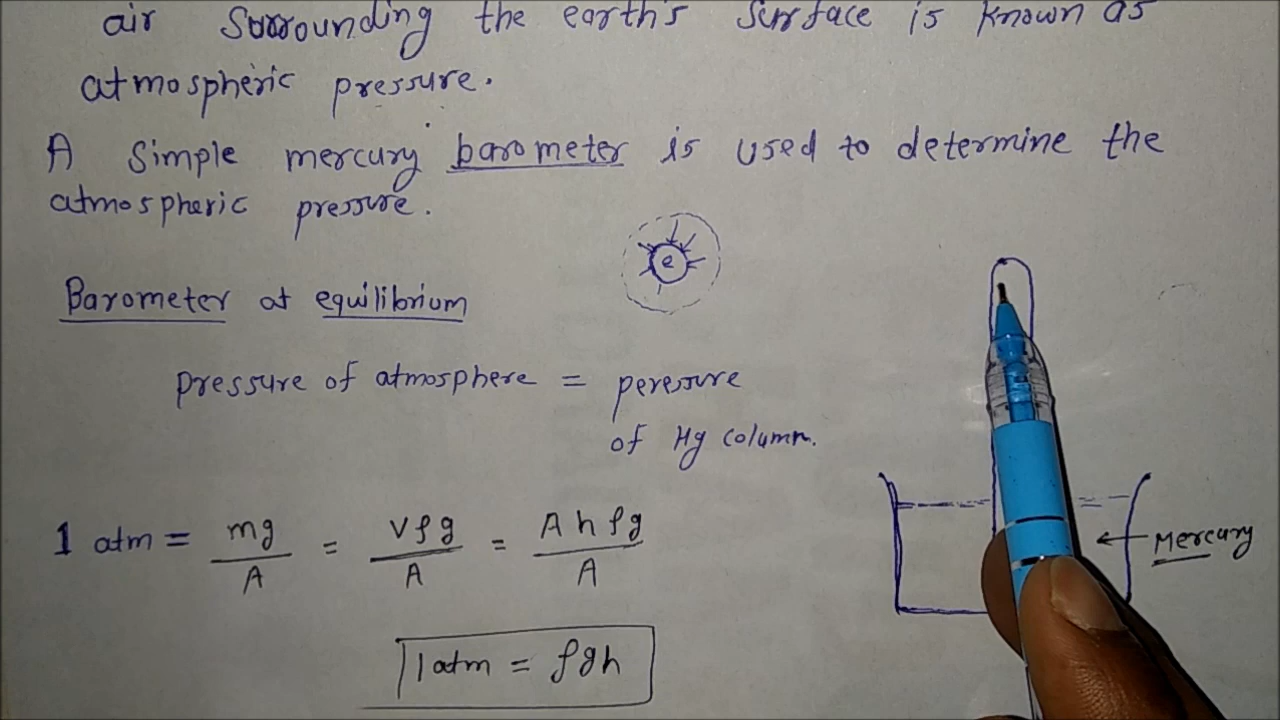 air Surrounding the earth's Surface is known as
atmospheric pressure.
A Simple mercury barometer is used to determine the
atmospheric pressure.
e
Barometer at equilibrium
pressure of atmosphere = peressure
of Hg column.
1 atm = mg/A = Vρg/A = Ahρg/A
Mercury
1 atm = ρgh